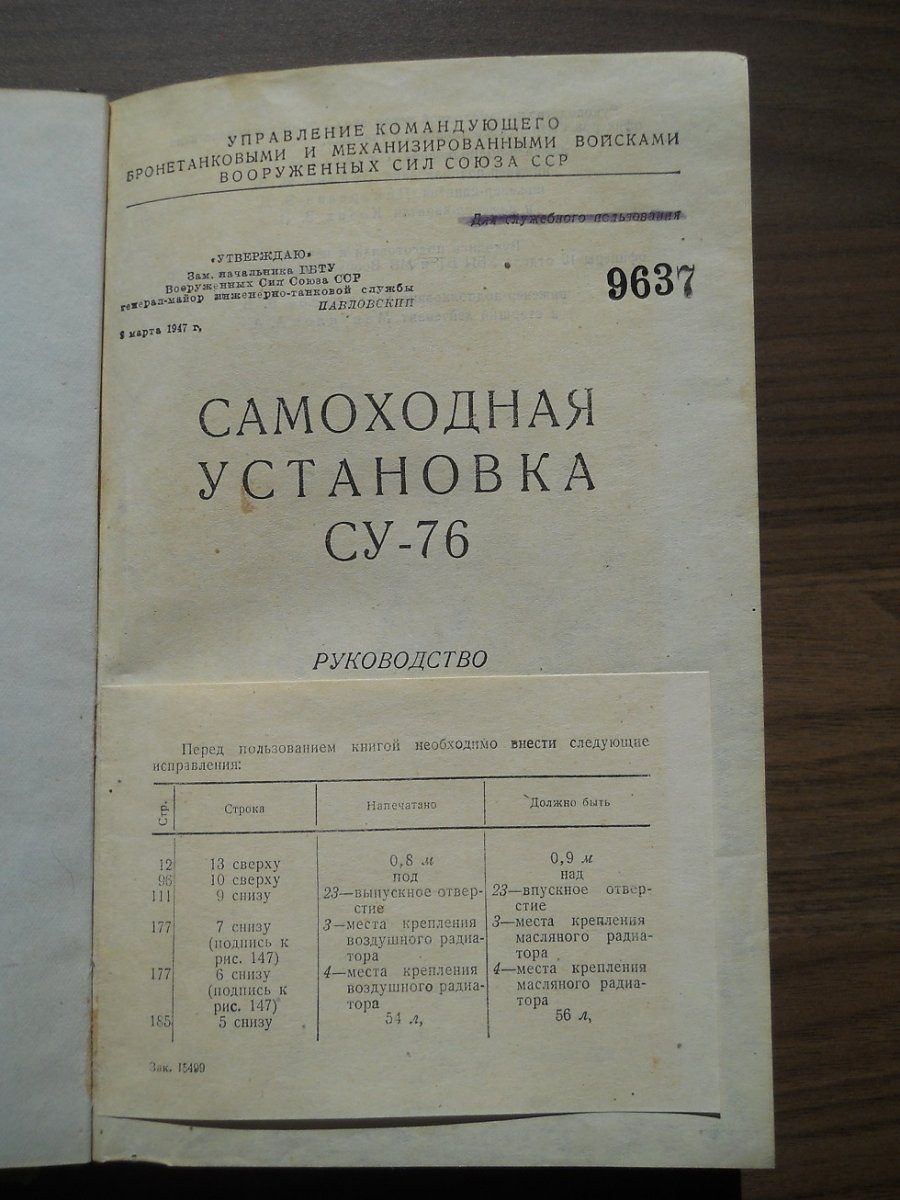 УПРАВЛЕНИЕ КОМАНДУЮЩЕГО
БРОНЕТАНКОВЫМИ И МЕХАНИЗИРОВАННЫМИ ВОЙСКАМИ
ВООРУЖЕННЫХ СИЛ СОЮЗА ССР
Для служебного пользования
«УТВЕРЖДАЮ»
Зам. начальника ГБТУ
Вооруженных Сил Союза ССР
генерал-майор инженерно-танковой службы
ПАВЛОВСКИЙ
марта 1947 г,
9637
САМОХОДНАЯ
УСТАНОВКА
СУ-76
РУКОВОДСТВО
Перед пользованием книгой необходимо внести следующие
исправления:
Стр. Строка Напечатано Должно быть
12 13 сверху 0,8 м 0,9 м
96 10 сверху под над
111 9 снизу 23—выпускное отвер- 23—впускное отвер-
стие стие
177 7 снизу 3—места крепления 3—места крепления
(подпись к воздушного радиа- масляного радиа-
рис. 147) тора тора
177 6 снизу 4—места крепления 4—места крепления
(подпись к воздушного радиа- масляного радиа-
рис. 147) тора тора
185 5 снизу 54 л, 56 л,
Зак. 15499